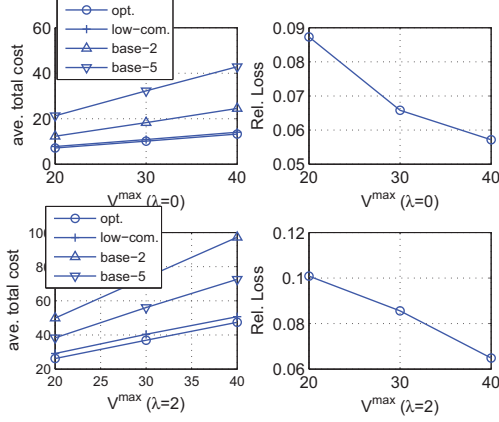 opt.
low-com.
base-2
base-5
60
40
20
0
ave. total cost
20 30 40
V^max (λ=0)
0.09
0.08
0.07
0.06
0.05
Rel. Loss
20 30 40
V^max (λ=0)
opt.
low-com.
base-2
base-5
100
80
60
40
20
ave. total cost
20 25 30 35 40
V^max (λ=2)
0.12
0.1
0.08
0.06
Rel. Loss
20 30 40
V^max (λ=2)